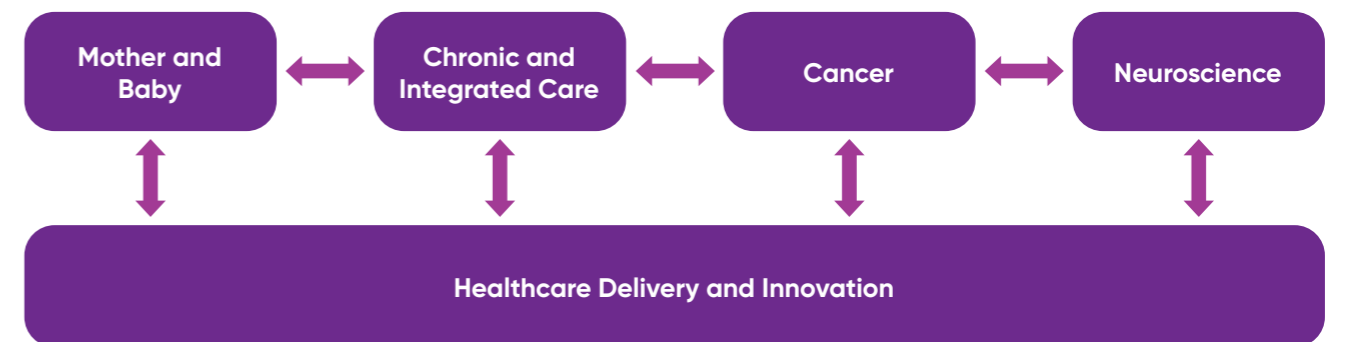 Mother and
Baby
Chronic and
Integrated Care
Cancer
Neuroscience
Healthcare Delivery and Innovation